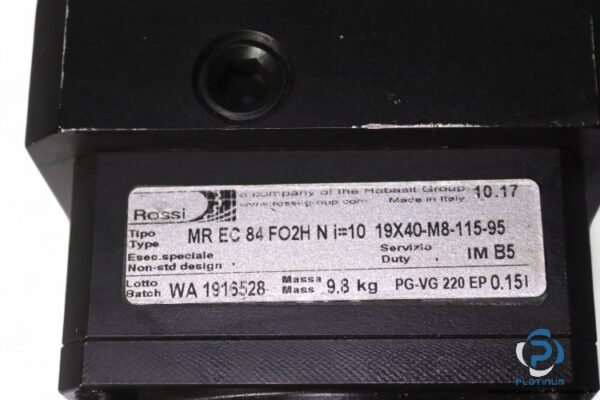 Rossi
a company of the Habasit Group 10.17
www.rossi-group.com Made in Italy
Tipo
Type MR EC 84 FO2H N i=10 19X40-M8-115-95
Esec.speciale Servizio
Non-std design . Duty . IM B5
Lotto Massa
Batch WA 1916528 Mass 9.8 kg PG-VG 220 EP 0.15l
PLATINUM